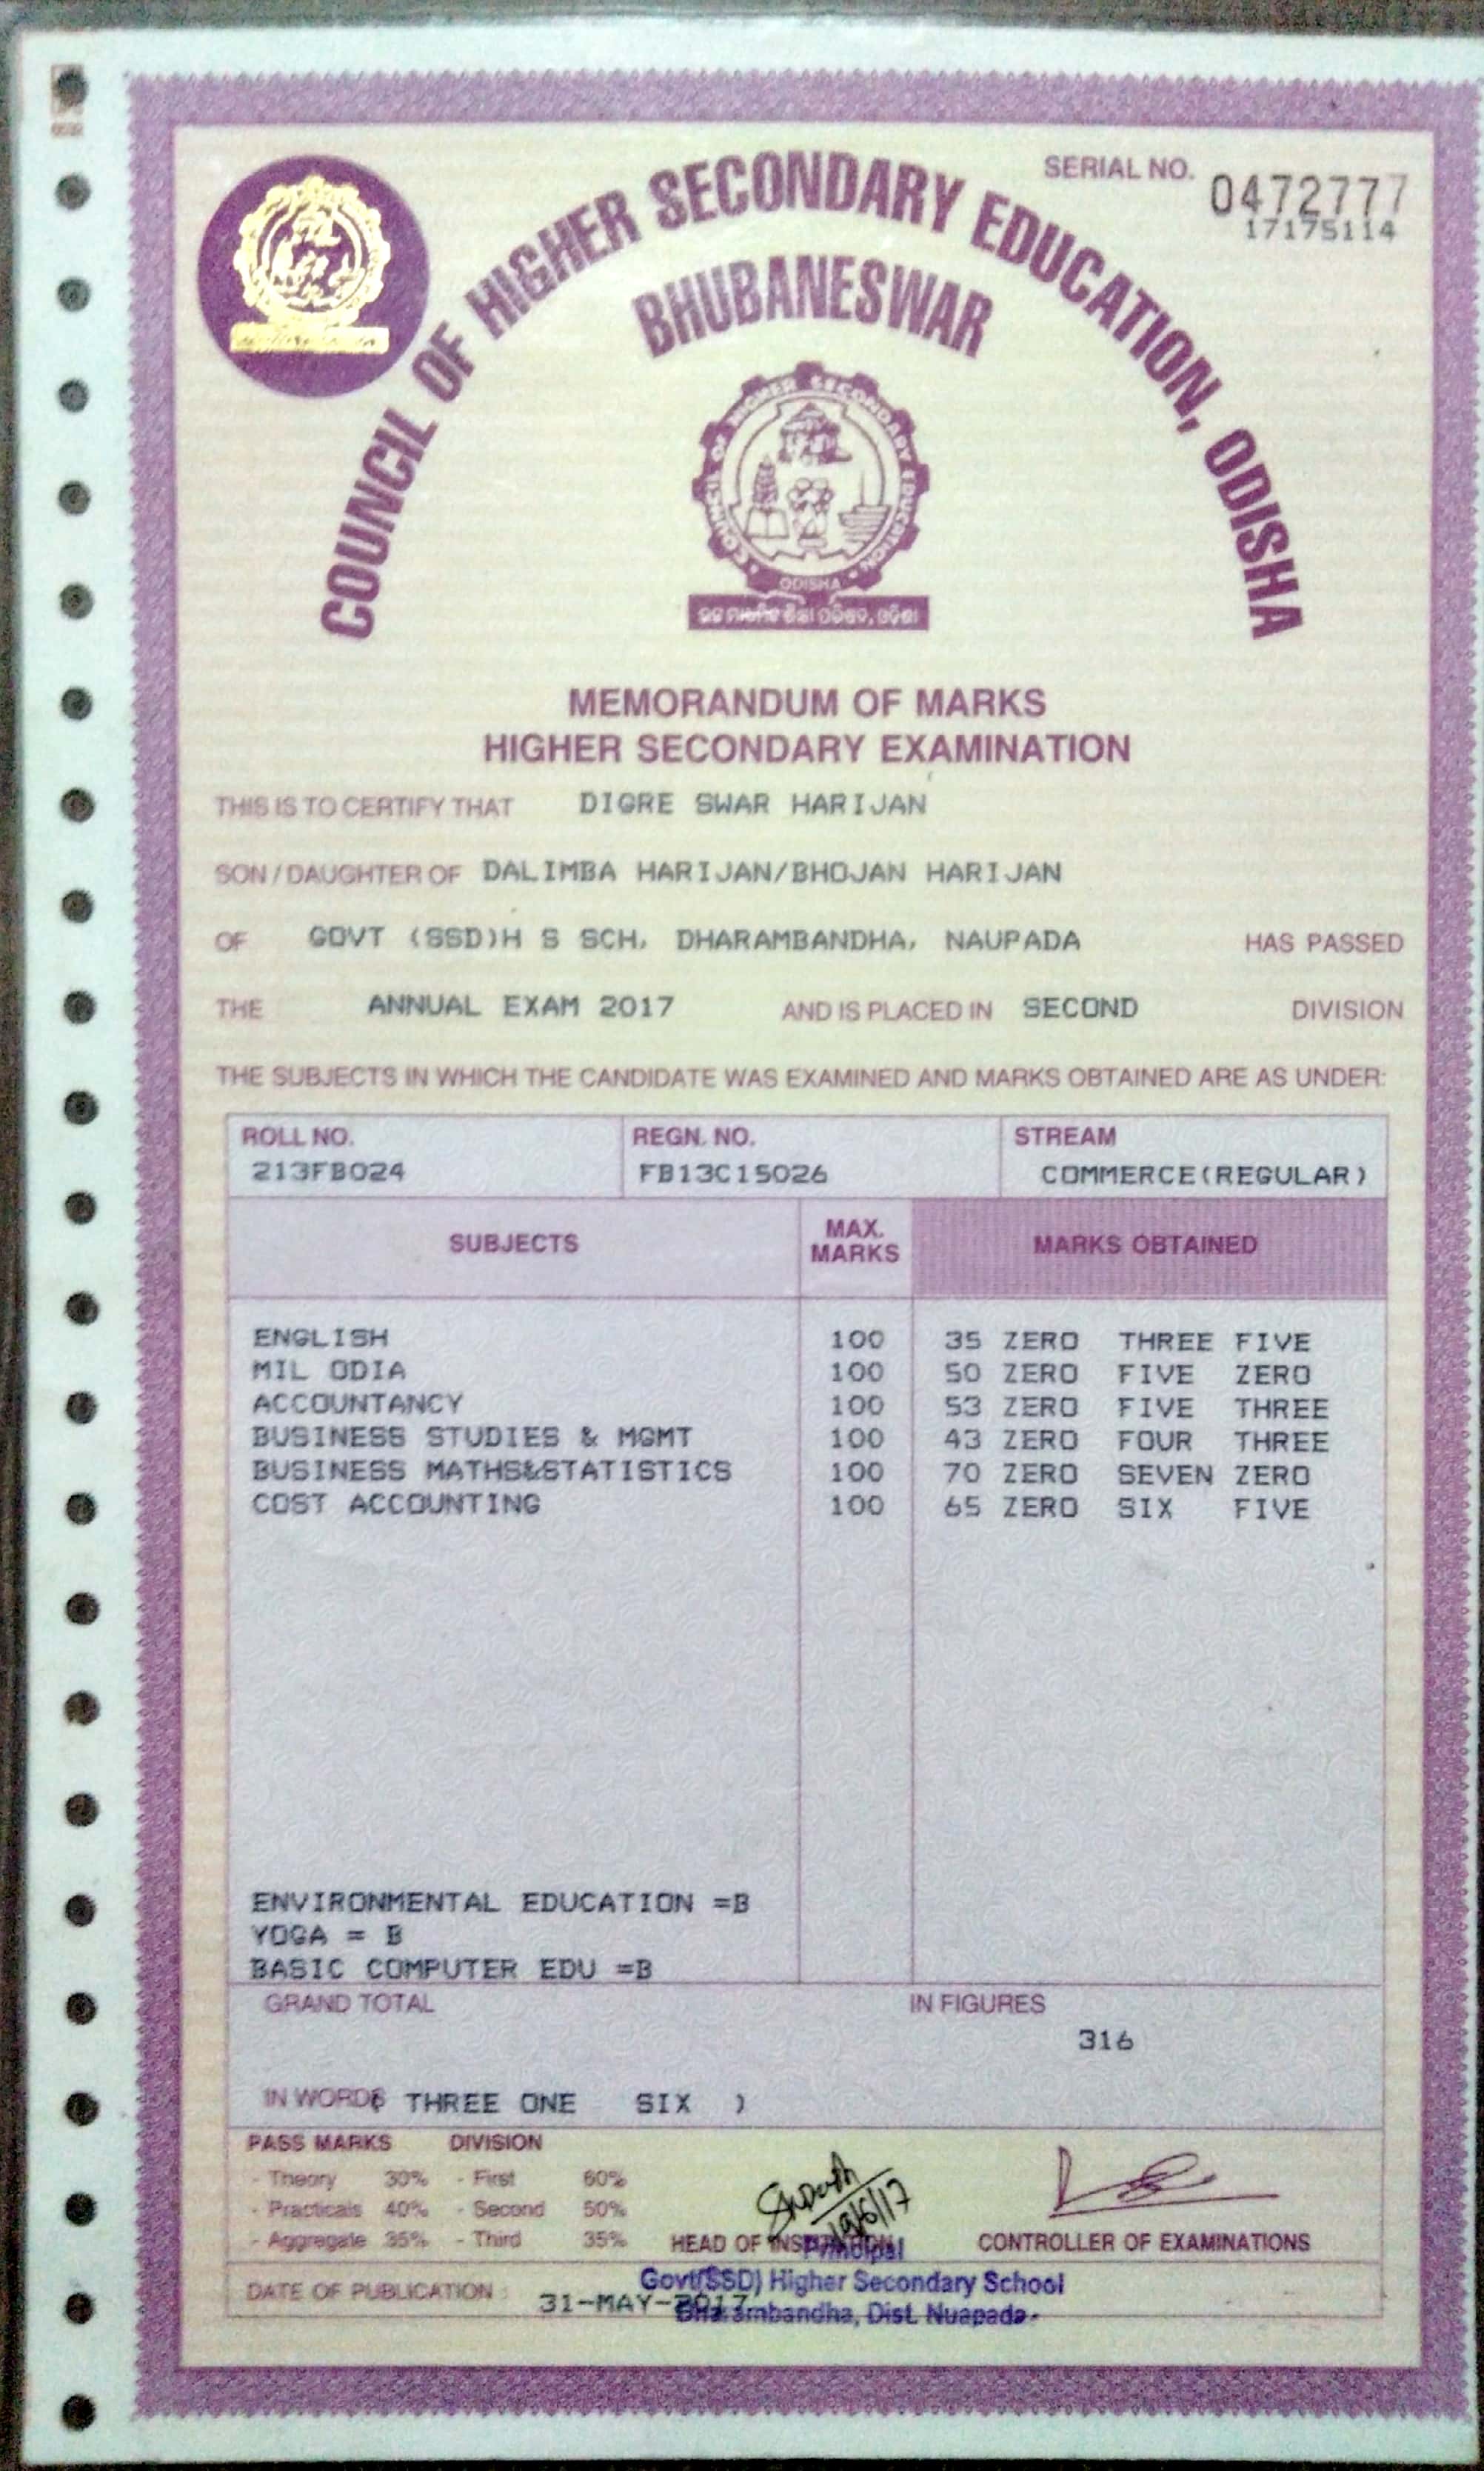 SERIAL NO. 0472777
17175114
COUNCIL OF HIGHER SECONDARY EDUCATION, ODISHA
BHUBANESWAR
COUNCIL OF HIGHER SECONDARY EDUCATION
ODISHA
MEMORANDUM OF MARKS
HIGHER SECONDARY EXAMINATION
THIS IS TO CERTIFY THAT DIGRE SWAR HARIJAN
SON / DAUGHTER OF DALIMBA HARIJAN/BHOJAN HARIJAN
OF GOVT (SSD)H S SCH, DHARAMBANDHA, NAUPADA HAS PASSED
THE ANNUAL EXAM 2017 AND IS PLACED IN SECOND DIVISION
THE SUBJECTS IN WHICH THE CANDIDATE WAS EXAMINED AND MARKS OBTAINED ARE AS UNDER:
ROLL NO. REGN. NO. STREAM
213FB024 FB13C15026 COMMERCE(REGULAR)
SUBJECTS MAX. MARKS MARKS OBTAINED
ENGLISH 100 35 ZERO THREE FIVE
MIL ODIA 100 50 ZERO FIVE ZERO
ACCOUNTANCY 100 53 ZERO FIVE THREE
BUSINESS STUDIES & MGMT 100 43 ZERO FOUR THREE
BUSINESS MATHS&STATISTICS 100 70 ZERO SEVEN ZERO
COST ACCOUNTING 100 65 ZERO SIX FIVE
ENVIRONMENTAL EDUCATION =B
YOGA = B
BASIC COMPUTER EDU =B
GRAND TOTAL IN FIGURES
316
IN WORDS ( THREE ONE SIX )
PASS MARKS DIVISION
- Theory 30% - First 60%
- Practicals 40% - Second 50%
- Aggregate 35% - Third 35%
19/6/17
HEAD OF INSTITUTION CONTROLLER OF EXAMINATIONS
Principal
Govt(SSD) Higher Secondary School
DATE OF PUBLICATION : 31-MAY-2017
Dharambandha, Dist. Nuapada